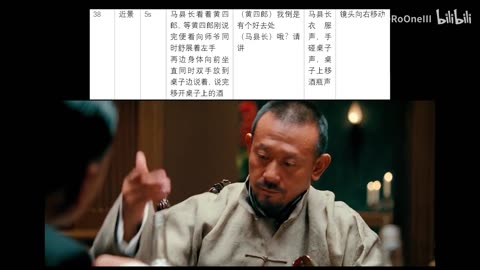 RoOneIII bilibili
38 近景 5s 马县长看着黄四 (黄四郎)我倒是 马县长 镜头向右移动
郎、等黄四郎刚说 有个好去处 衣服
完便看向师爷同 (马县长)哦?请 声,手
时舒展着左手 讲 碰桌子
再边身体向前坐 声、桌
直同时双手放到 子上移
桌子边说着,说完 酒瓶声
移开桌子上的酒